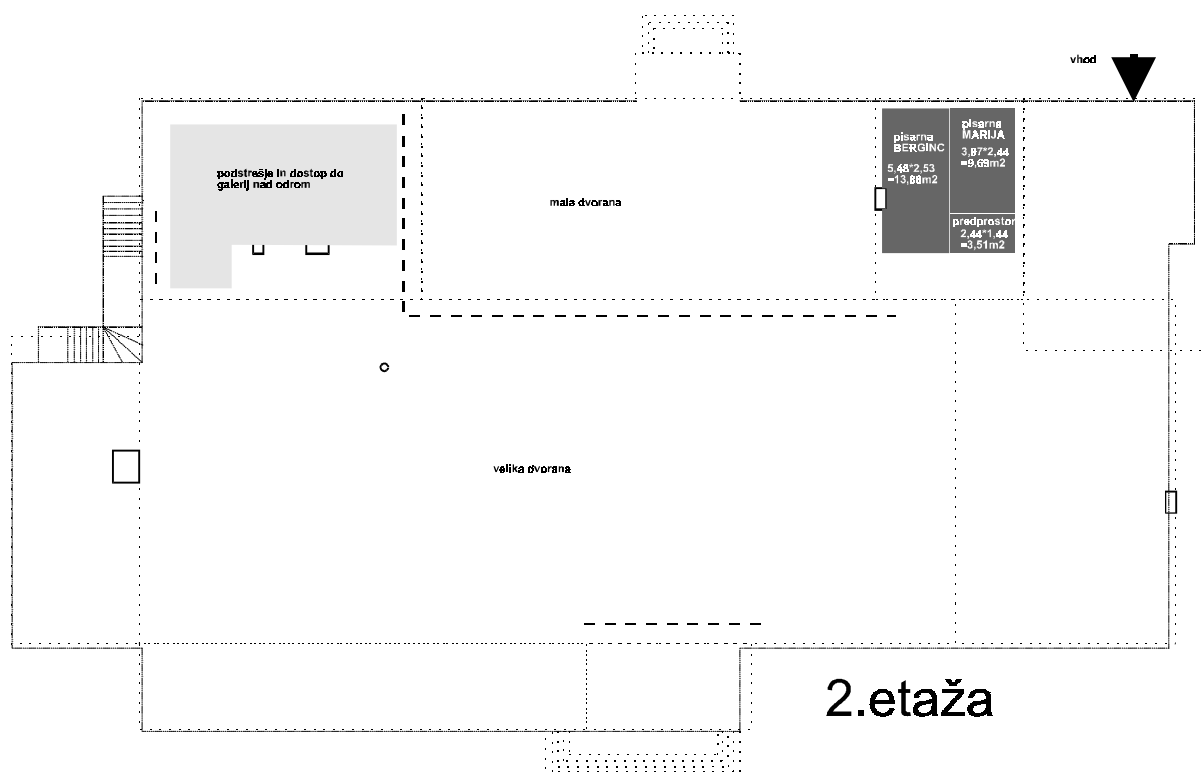 vhod
podstrešje in dostop do
galerij nad odrom
mala dvorana
pisarna
BERGINC
5,48*2,53
=13,86m2
pisarna
MARIJA
3,97*2,44
=9,69m2
predprostor
2,44*1,44
=3,51m2
velika dvorana
2.etaža